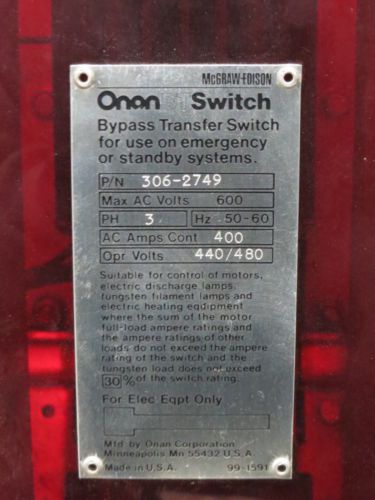 McGRAW-EDISON
Onan Switch
Bypass Transfer Switch
for use on emergency
or standby systems.
P/N 306-2749
Max AC Volts 600
PH 3 Hz 50-60
AC Amps Cont 400
Opr Volts 440/480
Suitable for control of motors,
electric discharge lamps,
tungsten filament lamps and
electric heating equipment
where the sum of the motor
full-load ampere ratings and
the ampere ratings of other
loads do not exceed the ampere
rating of the switch and the
tungsten load does not exceed
30% of the switch rating.
For Elec Eqpt Only
Mfd by Onan Corporation
Minneapolis Mn 55432 U.S.A.
Made in U.S.A. 99-1591